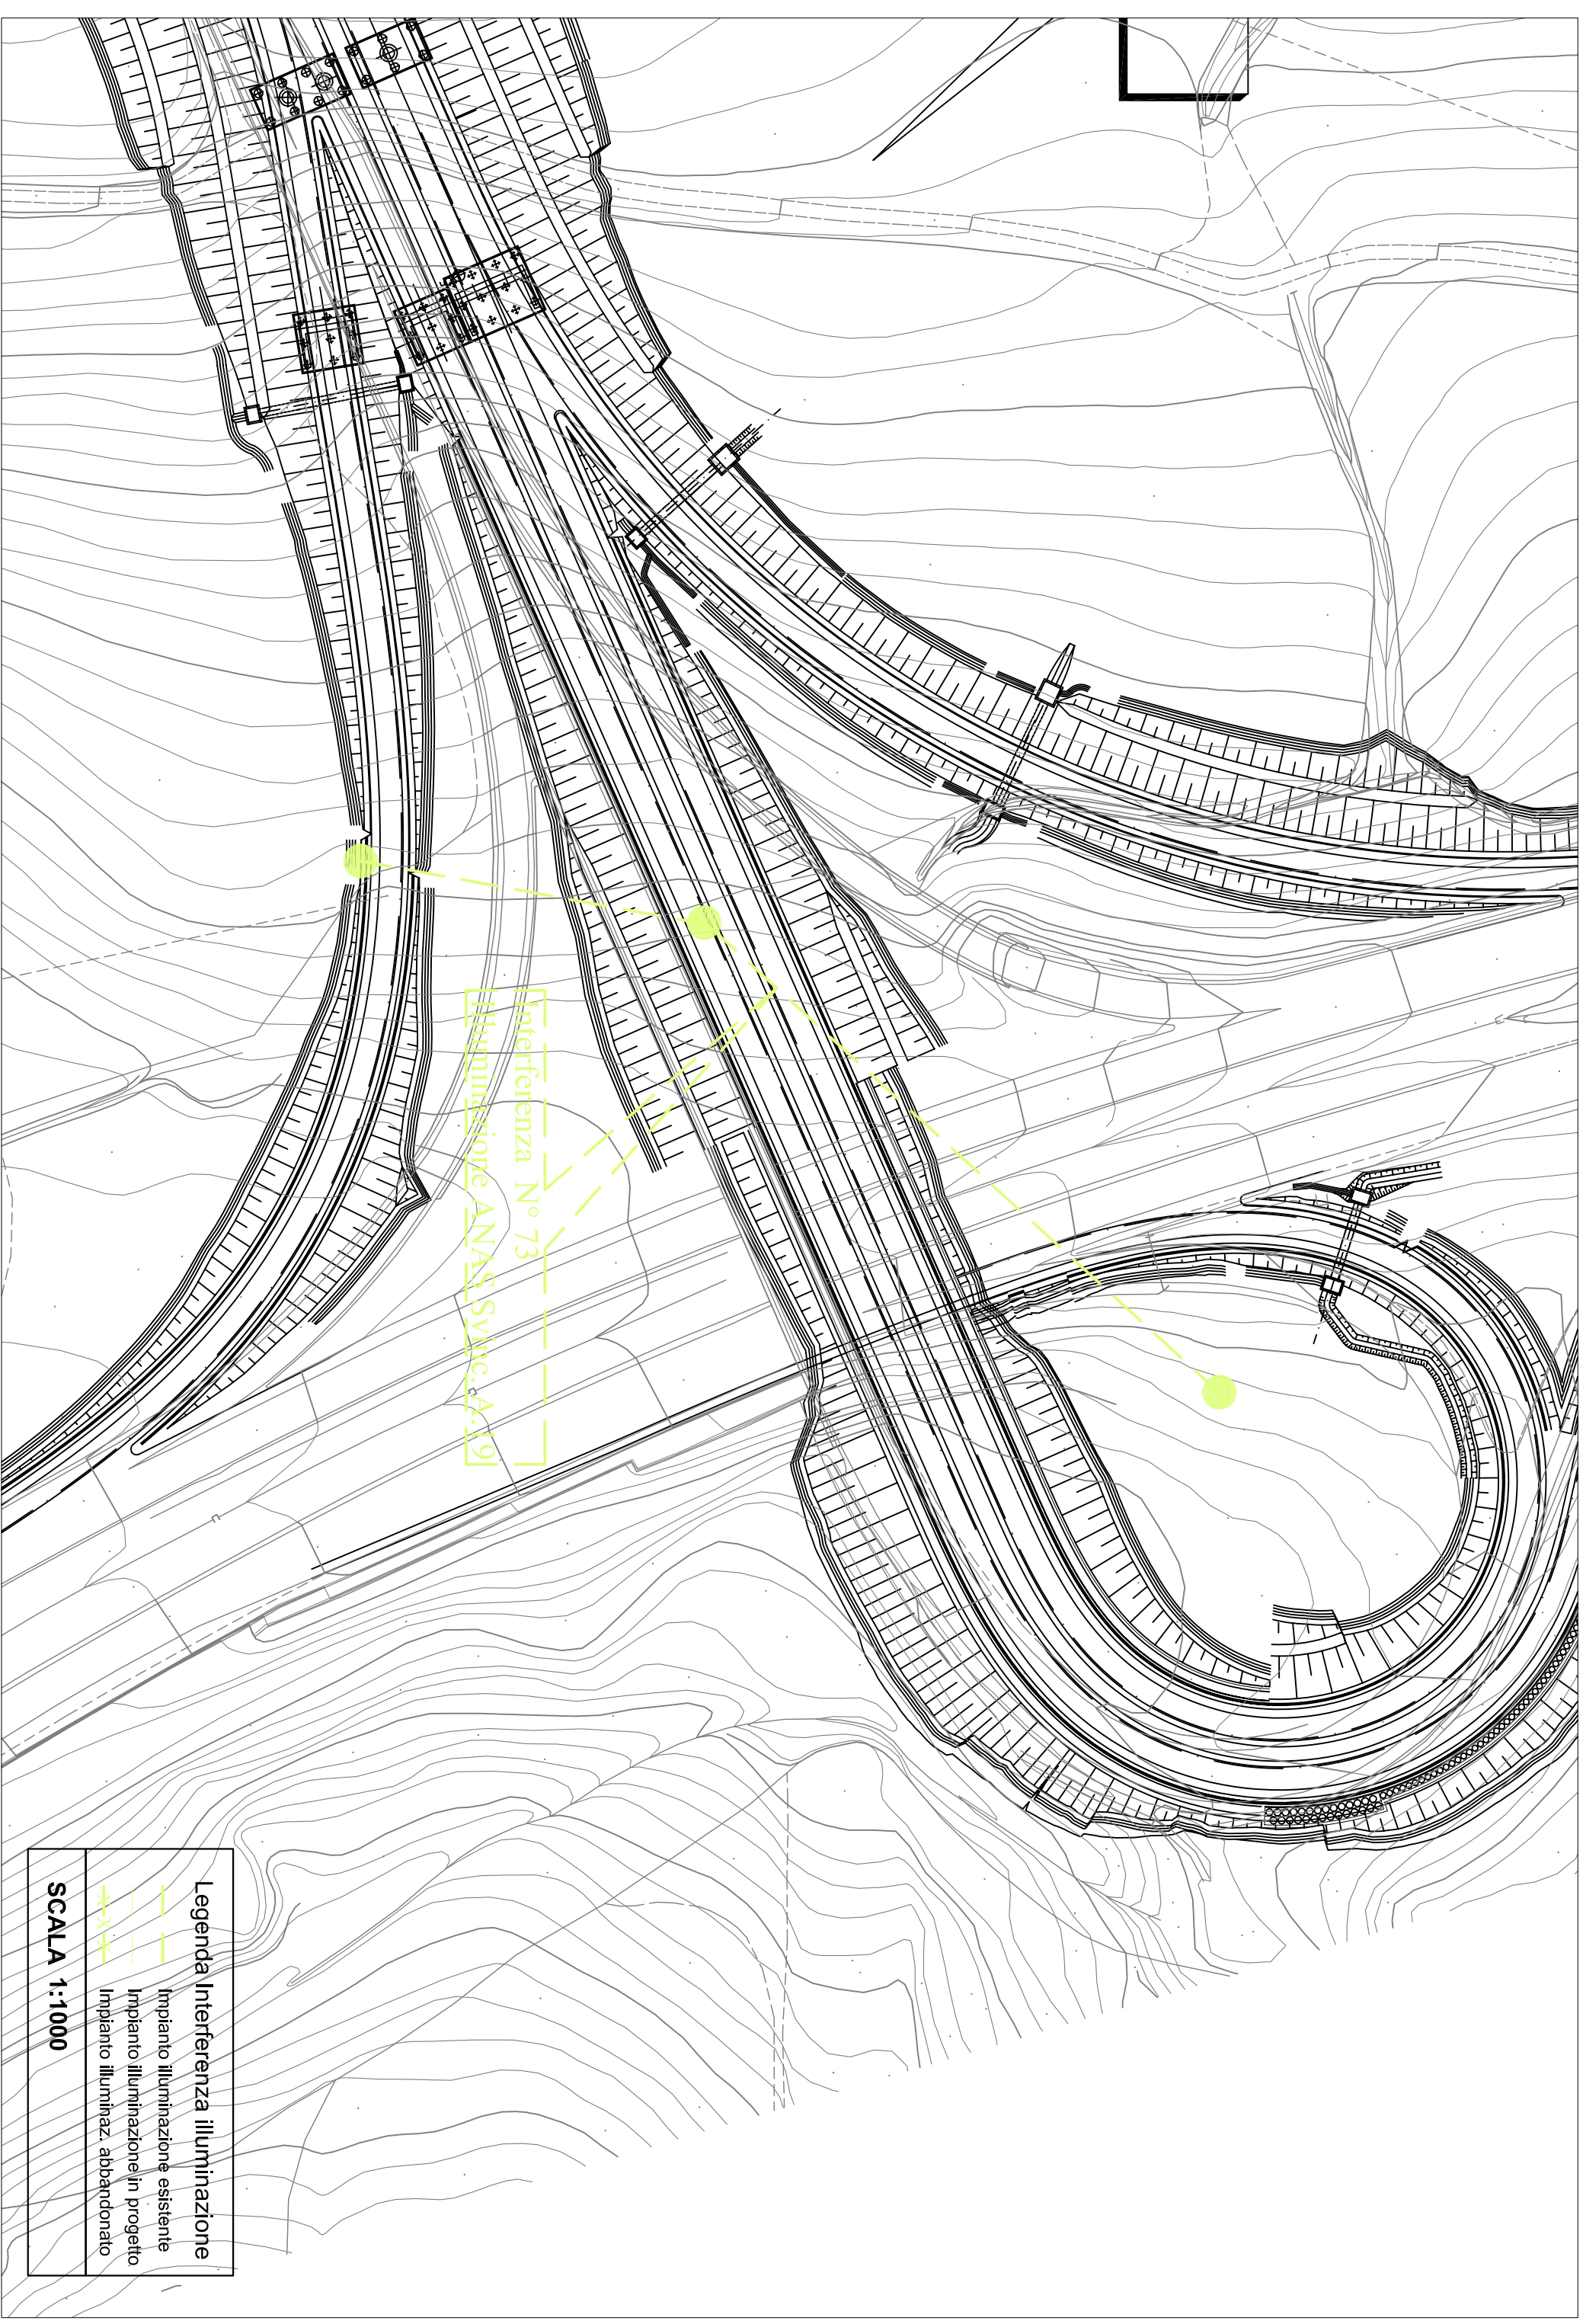 Interferenza N° 73
Illuminazione ANAS Svinc. A.19
Legenda Interferenza illuminazione
Impianto illuminazione esistente
Impianto illuminazione in progetto
Impianto illuminaz. abbandonato
SCALA 1:1000